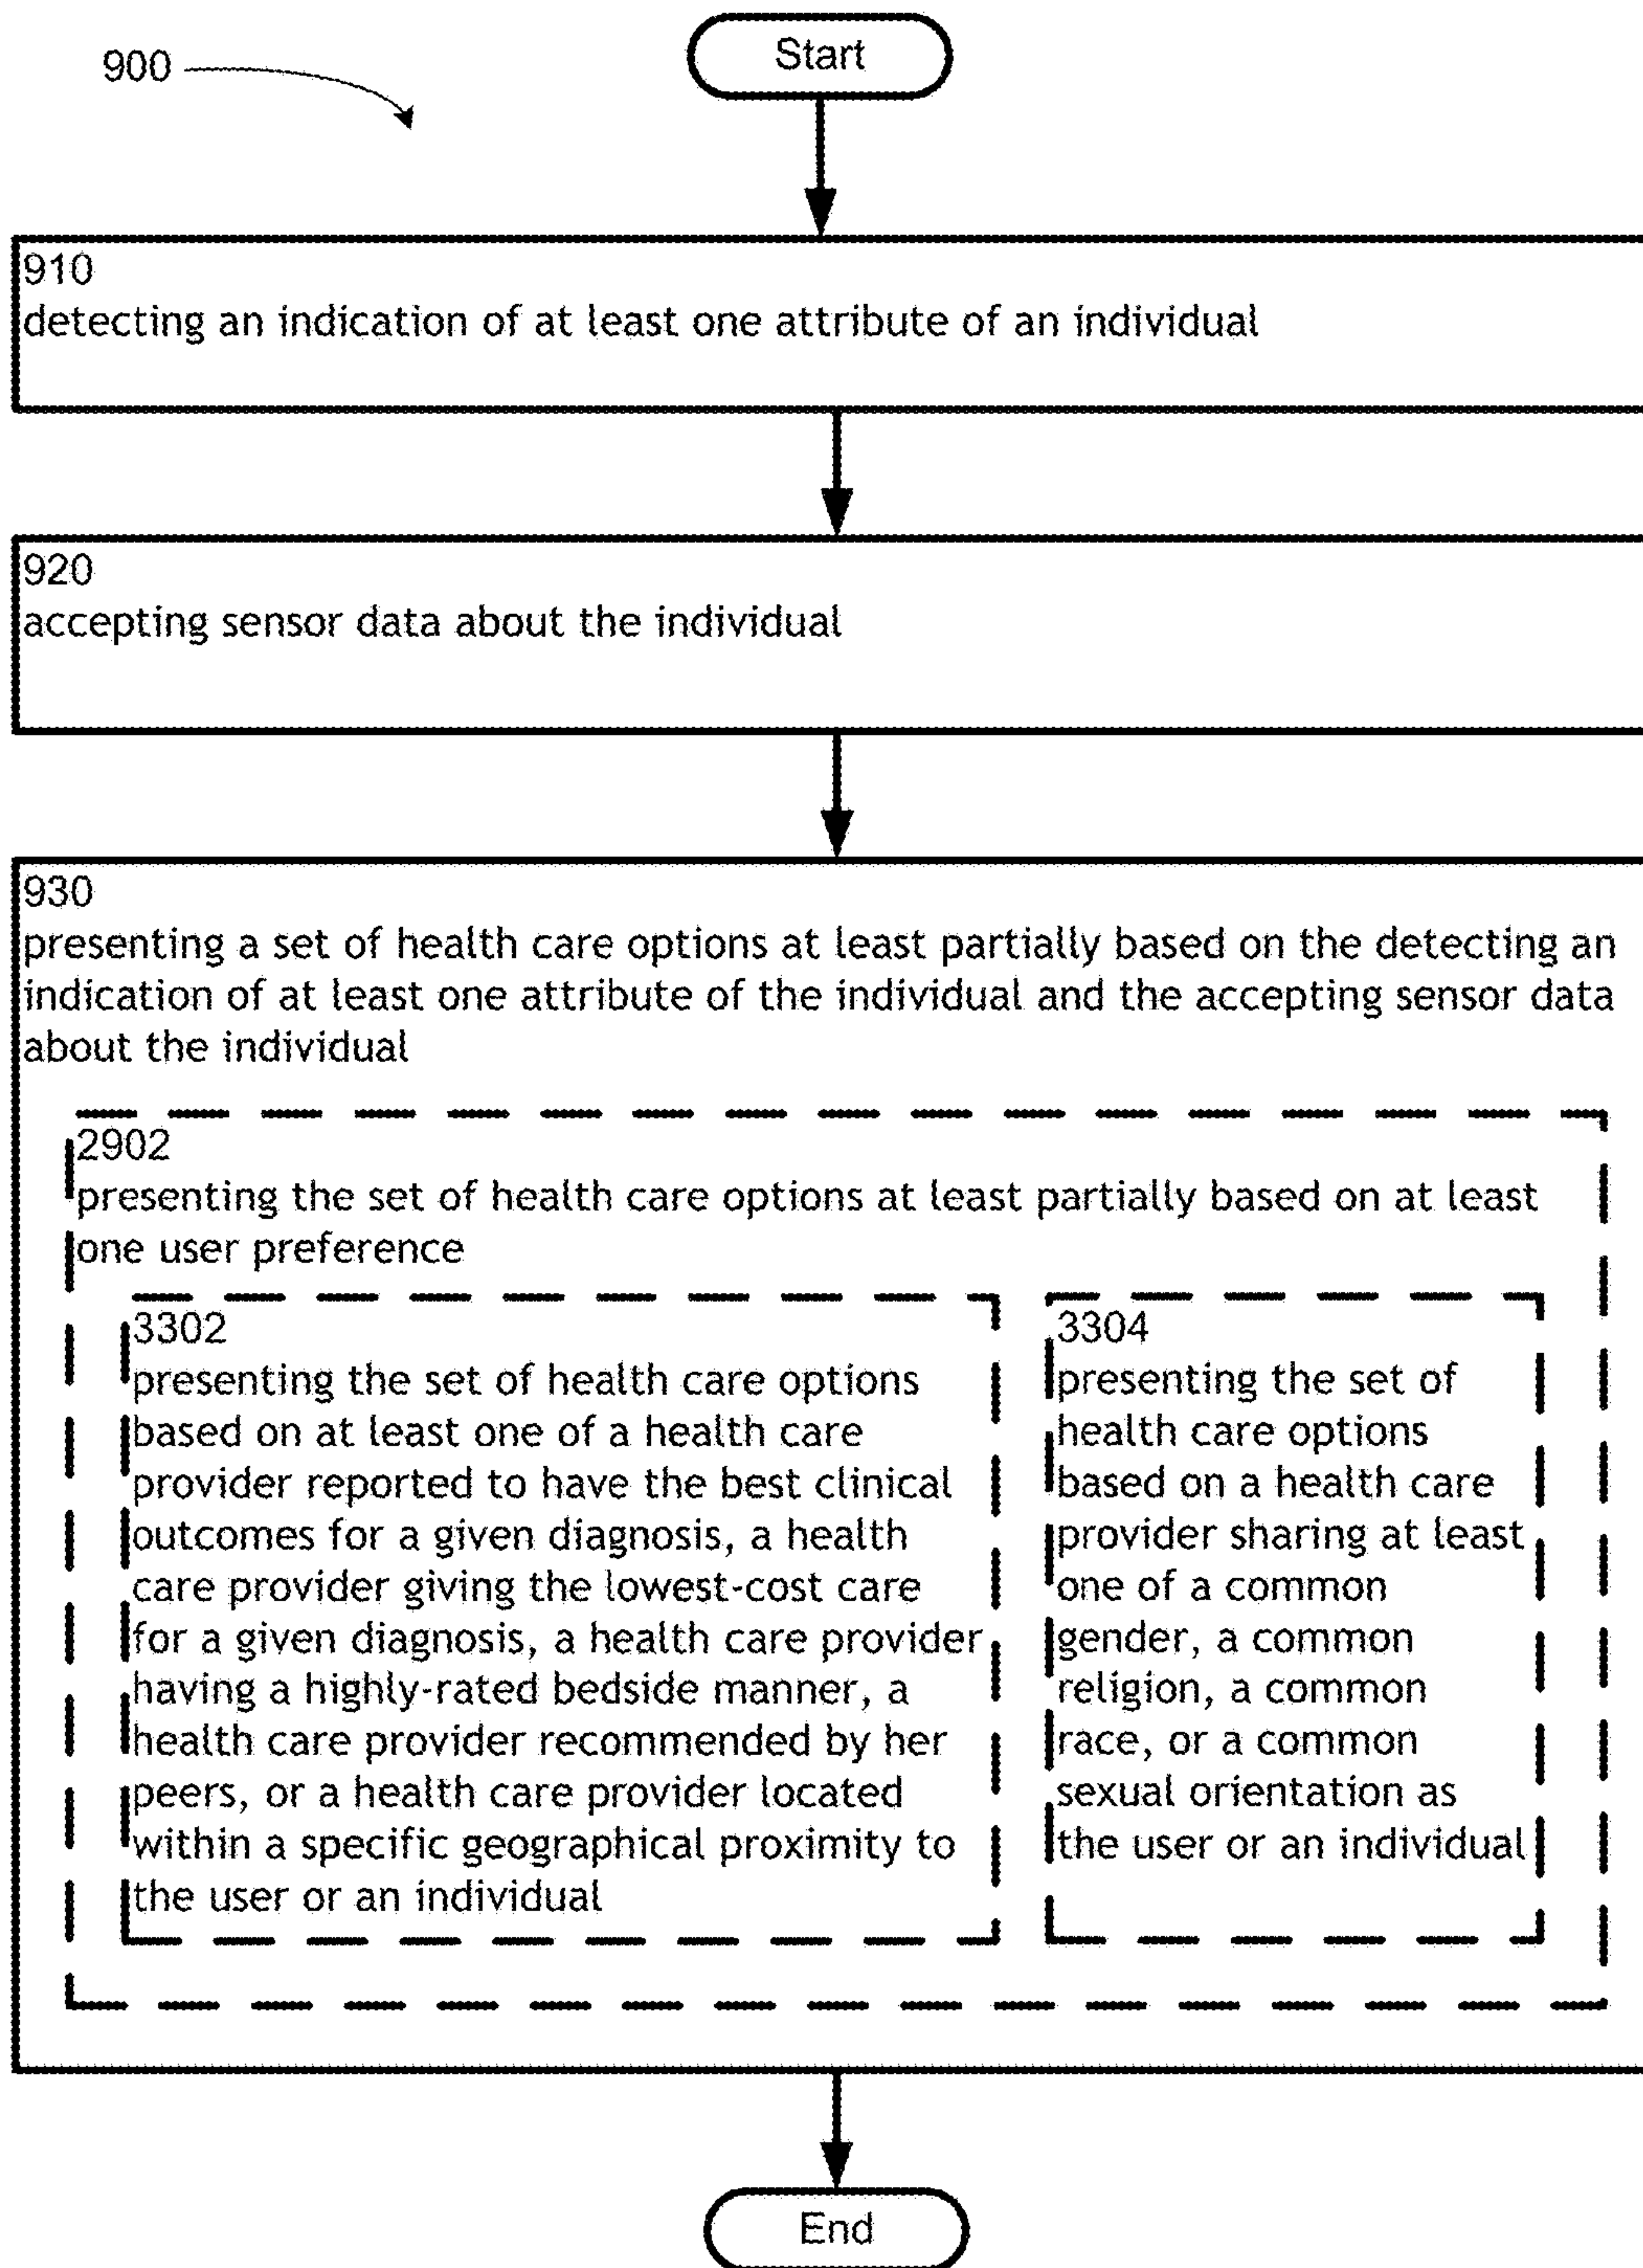 Start
900
910
detecting an indication of at least one attribute of an individual
920
accepting sensor data about the individual
930
presenting a set of health care options at least partially based on the detecting an
indication of at least one attribute of the individual and the accepting sensor data
about the individual
2902
presenting the set of health care options at least partially based on at least
one user preference
3302
presenting the set of health care options
based on at least one of a health care
provider reported to have the best clinical
outcomes for a given diagnosis, a health
care provider giving the lowest-cost care
for a given diagnosis, a health care provider
having a highly-rated bedside manner, a
health care provider recommended by her
peers, or a health care provider located
within a specific geographical proximity to
the user or an individual
3304
presenting the set of
health care options
based on a health care
provider sharing at least
one of a common
gender, a common
religion, a common
race, or a common
sexual orientation as
the user or an individual
End